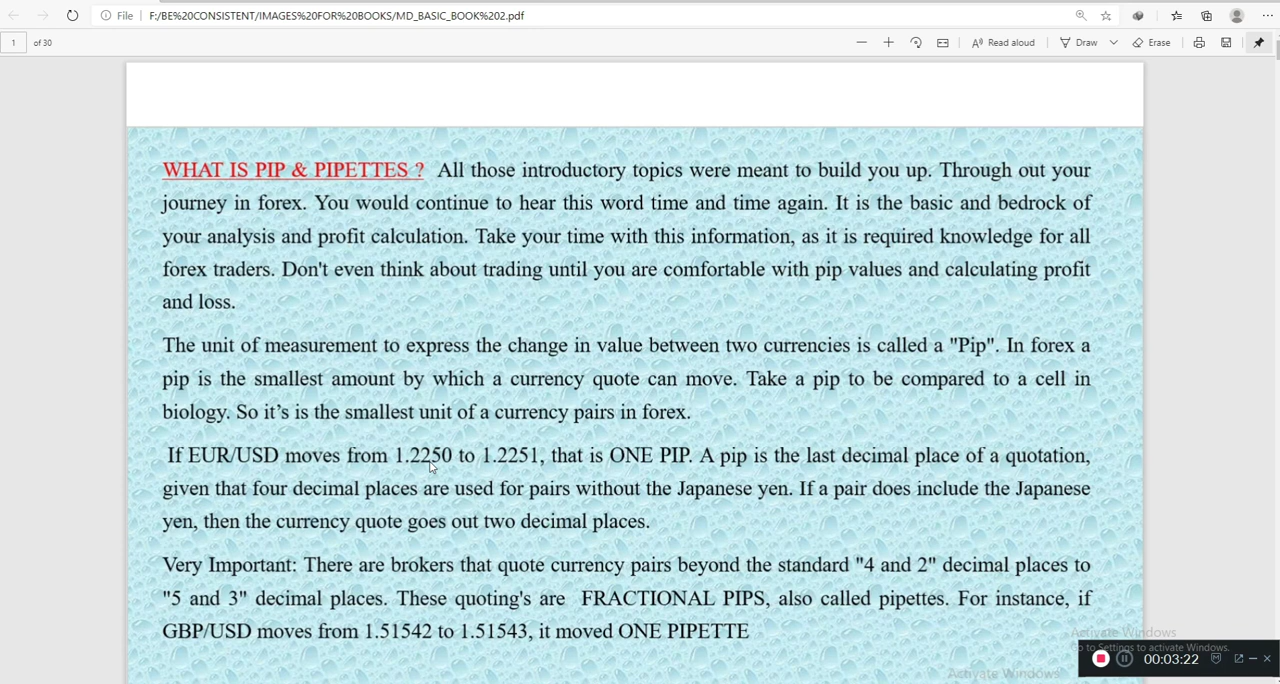 File F:/BE%20CONSISTENT/IMAGES%20FOR%20BOOKS/MD_BASIC_BOOK%202.pdf
1 of 30 Read aloud Draw Erase
WHAT IS PIP & PIPETTES ? All those introductory topics were meant to build you up. Through out your
journey in forex. You would continue to hear this word time and time again. It is the basic and bedrock of
your analysis and profit calculation. Take your time with this information, as it is required knowledge for all
forex traders. Don't even think about trading until you are comfortable with pip values and calculating profit
and loss.
The unit of measurement to express the change in value between two currencies is called a "Pip". In forex a
pip is the smallest amount by which a currency quote can move. Take a pip to be compared to a cell in
biology. So it's is the smallest unit of a currency pairs in forex.
If EUR/USD moves from 1.2250 to 1.2251, that is ONE PIP. A pip is the last decimal place of a quotation,
given that four decimal places are used for pairs without the Japanese yen. If a pair does include the Japanese
yen, then the currency quote goes out two decimal places.
Very Important: There are brokers that quote currency pairs beyond the standard "4 and 2" decimal places to
"5 and 3" decimal places. These quoting's are FRACTIONAL PIPS, also called pipettes. For instance, if
GBP/USD moves from 1.51542 to 1.51543, it moved ONE PIPETTE
Activate Windows
to Settings to activate Windows.
00:03:22
Activate Windows